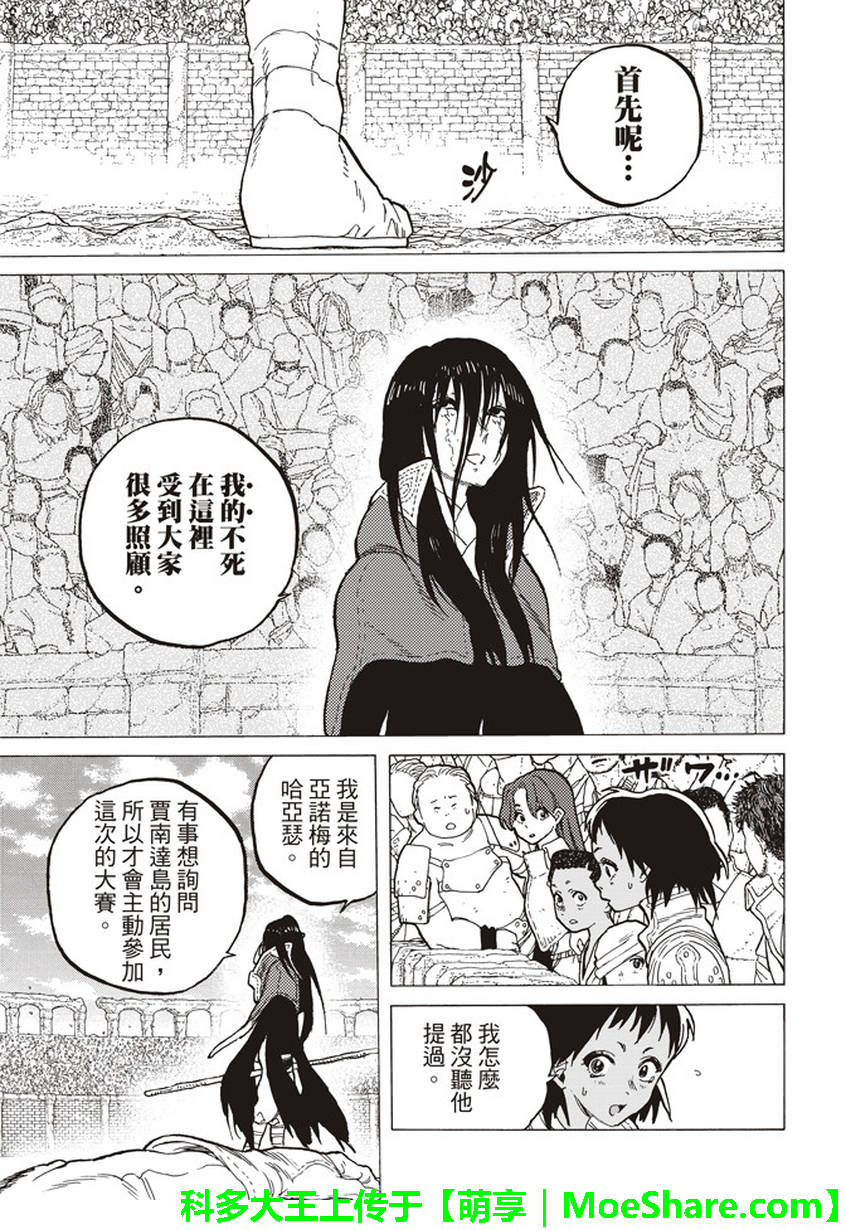 MoeShare.com
首先呢…
沙
我的不死
在這裡
受到大家
很多照顧。
ザワ…
我怎麼
都沒聽他
提過。
我是來自
亞諾梅的
哈亞瑟。
有事想詢問
賈南達島的居民，
所以才會主動參加
這次的大賽。
科多大王上传于【萌享｜MoeShare.com】